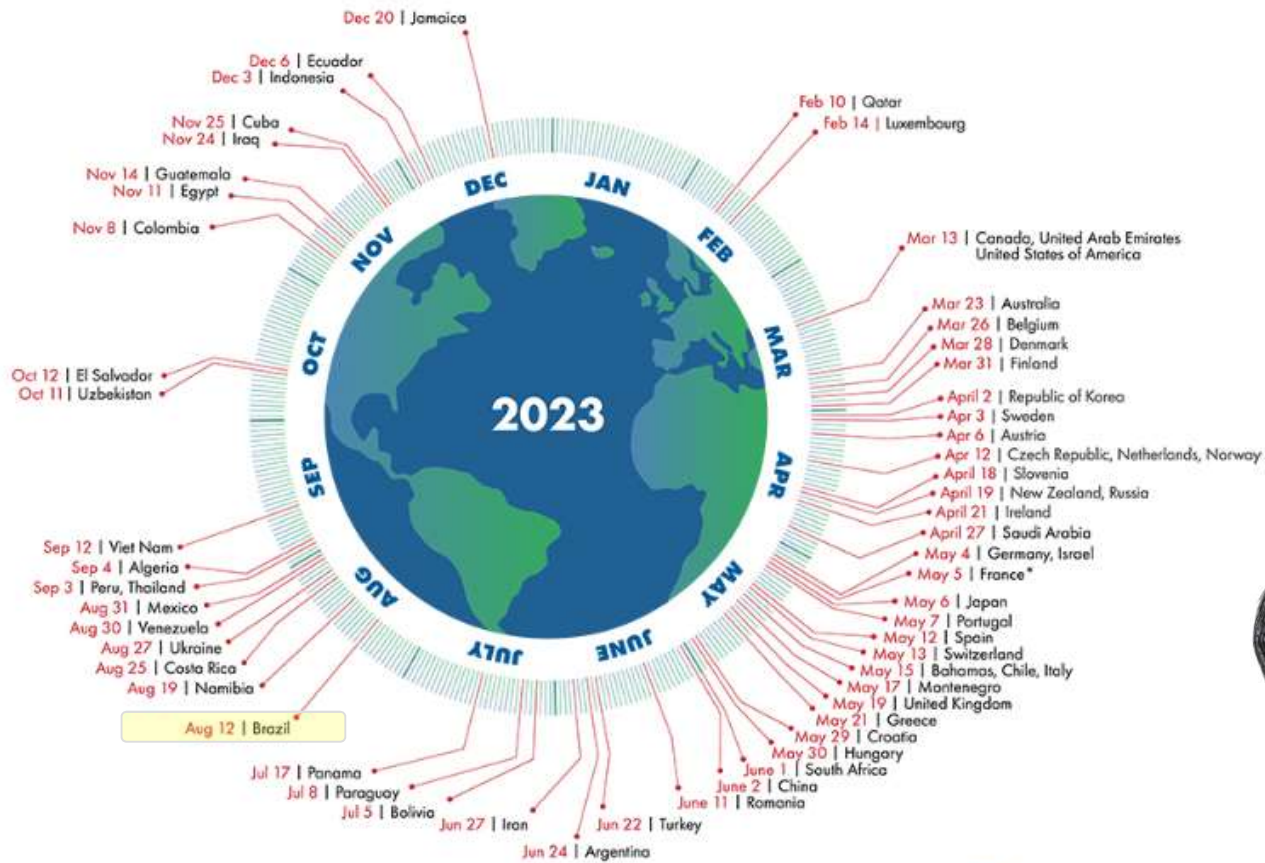 Dec 20 | Jamaica
Dec 6 | Ecuador
Dec 3 | Indonesia
Nov 25 | Cuba
Nov 24 | Iraq
Nov 14 | Guatemala
Nov 11 | Egypt
Nov 8 | Colombia
Oct 12 | El Salvador
Oct 11 | Uzbekistan
Sep 12 | Viet Nam
Sep 4 | Algeria
Sep 3 | Peru, Thailand
Aug 31 | Mexico
Aug 30 | Venezuela
Aug 27 | Ukraine
Aug 25 | Costa Rica
Aug 19 | Namibia
Aug 12 | Brazil
Jul 17 | Panama
Jul 8 | Paraguay
Jul 5 | Bolivia
Jun 27 | Iran
Jun 24 | Argentina
Jun 22 | Turkey
Feb 10 | Qatar
Feb 14 | Luxembourg
Mar 13 | Canada, United Arab Emirates
United States of America
Mar 23 | Australia
Mar 26 | Belgium
Mar 28 | Denmark
Mar 31 | Finland
April 2 | Republic of Korea
Apr 3 | Sweden
Apr 6 | Austria
Apr 12 | Czech Republic, Netherlands, Norway
April 18 | Slovenia
April 19 | New Zealand, Russia
April 21 | Ireland
April 27 | Saudi Arabia
May 4 | Germany, Israel
May 5 | France*
May 6 | Japan
May 7 | Portugal
May 12 | Spain
May 13 | Switzerland
May 15 | Bahamas, Chile, Italy
May 17 | Montenegro
May 19 | United Kingdom
May 21 | Greece
May 29 | Croatia
May 30 | Hungary
June 1 | South Africa
June 2 | China
June 11 | Romania
JAN
FEB
MAR
APR
MAY
JUNE
JULY
AUG
SEP
OCT
NOV
DEC
2023